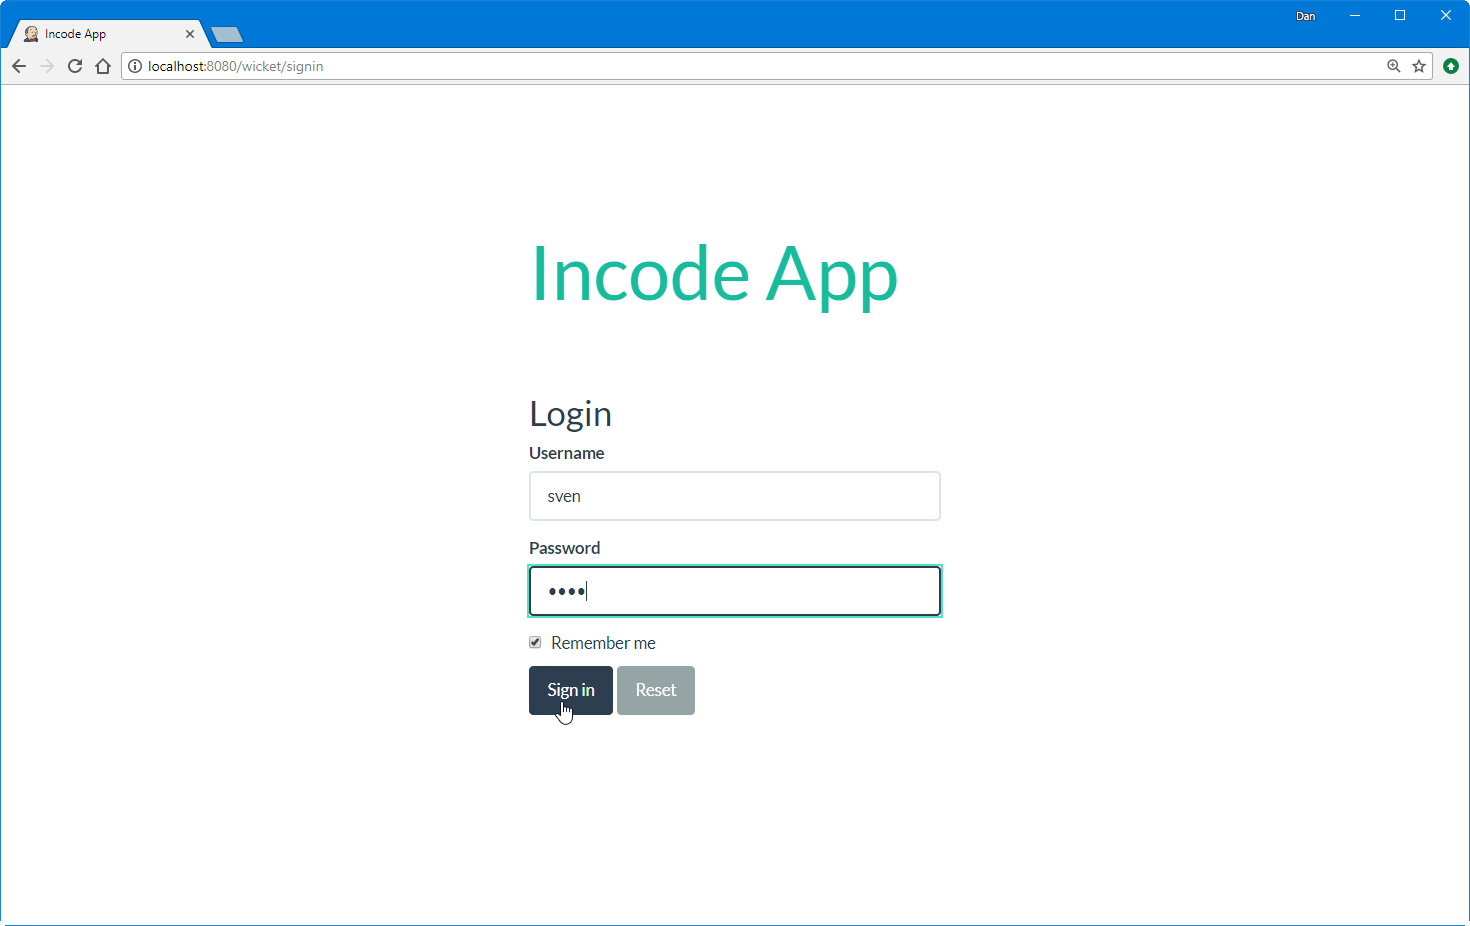 Dan
Incode App
localhost:8080/wicket/signin
Incode App
Login
Username
sven
Password
••••
Remember me
Sign in Reset